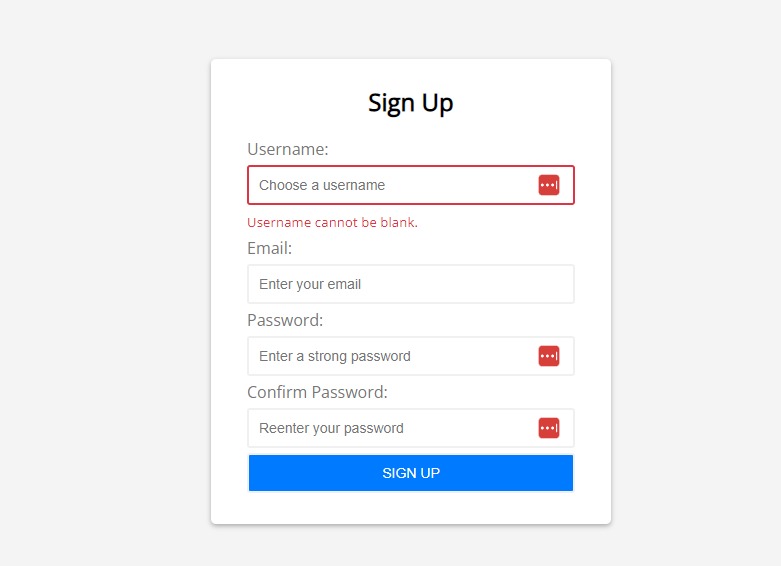 Sign Up
Username:
Choose a username
Username cannot be blank.
Email:
Enter your email
Password:
Enter a strong password
Confirm Password:
Reenter your password
SIGN UP